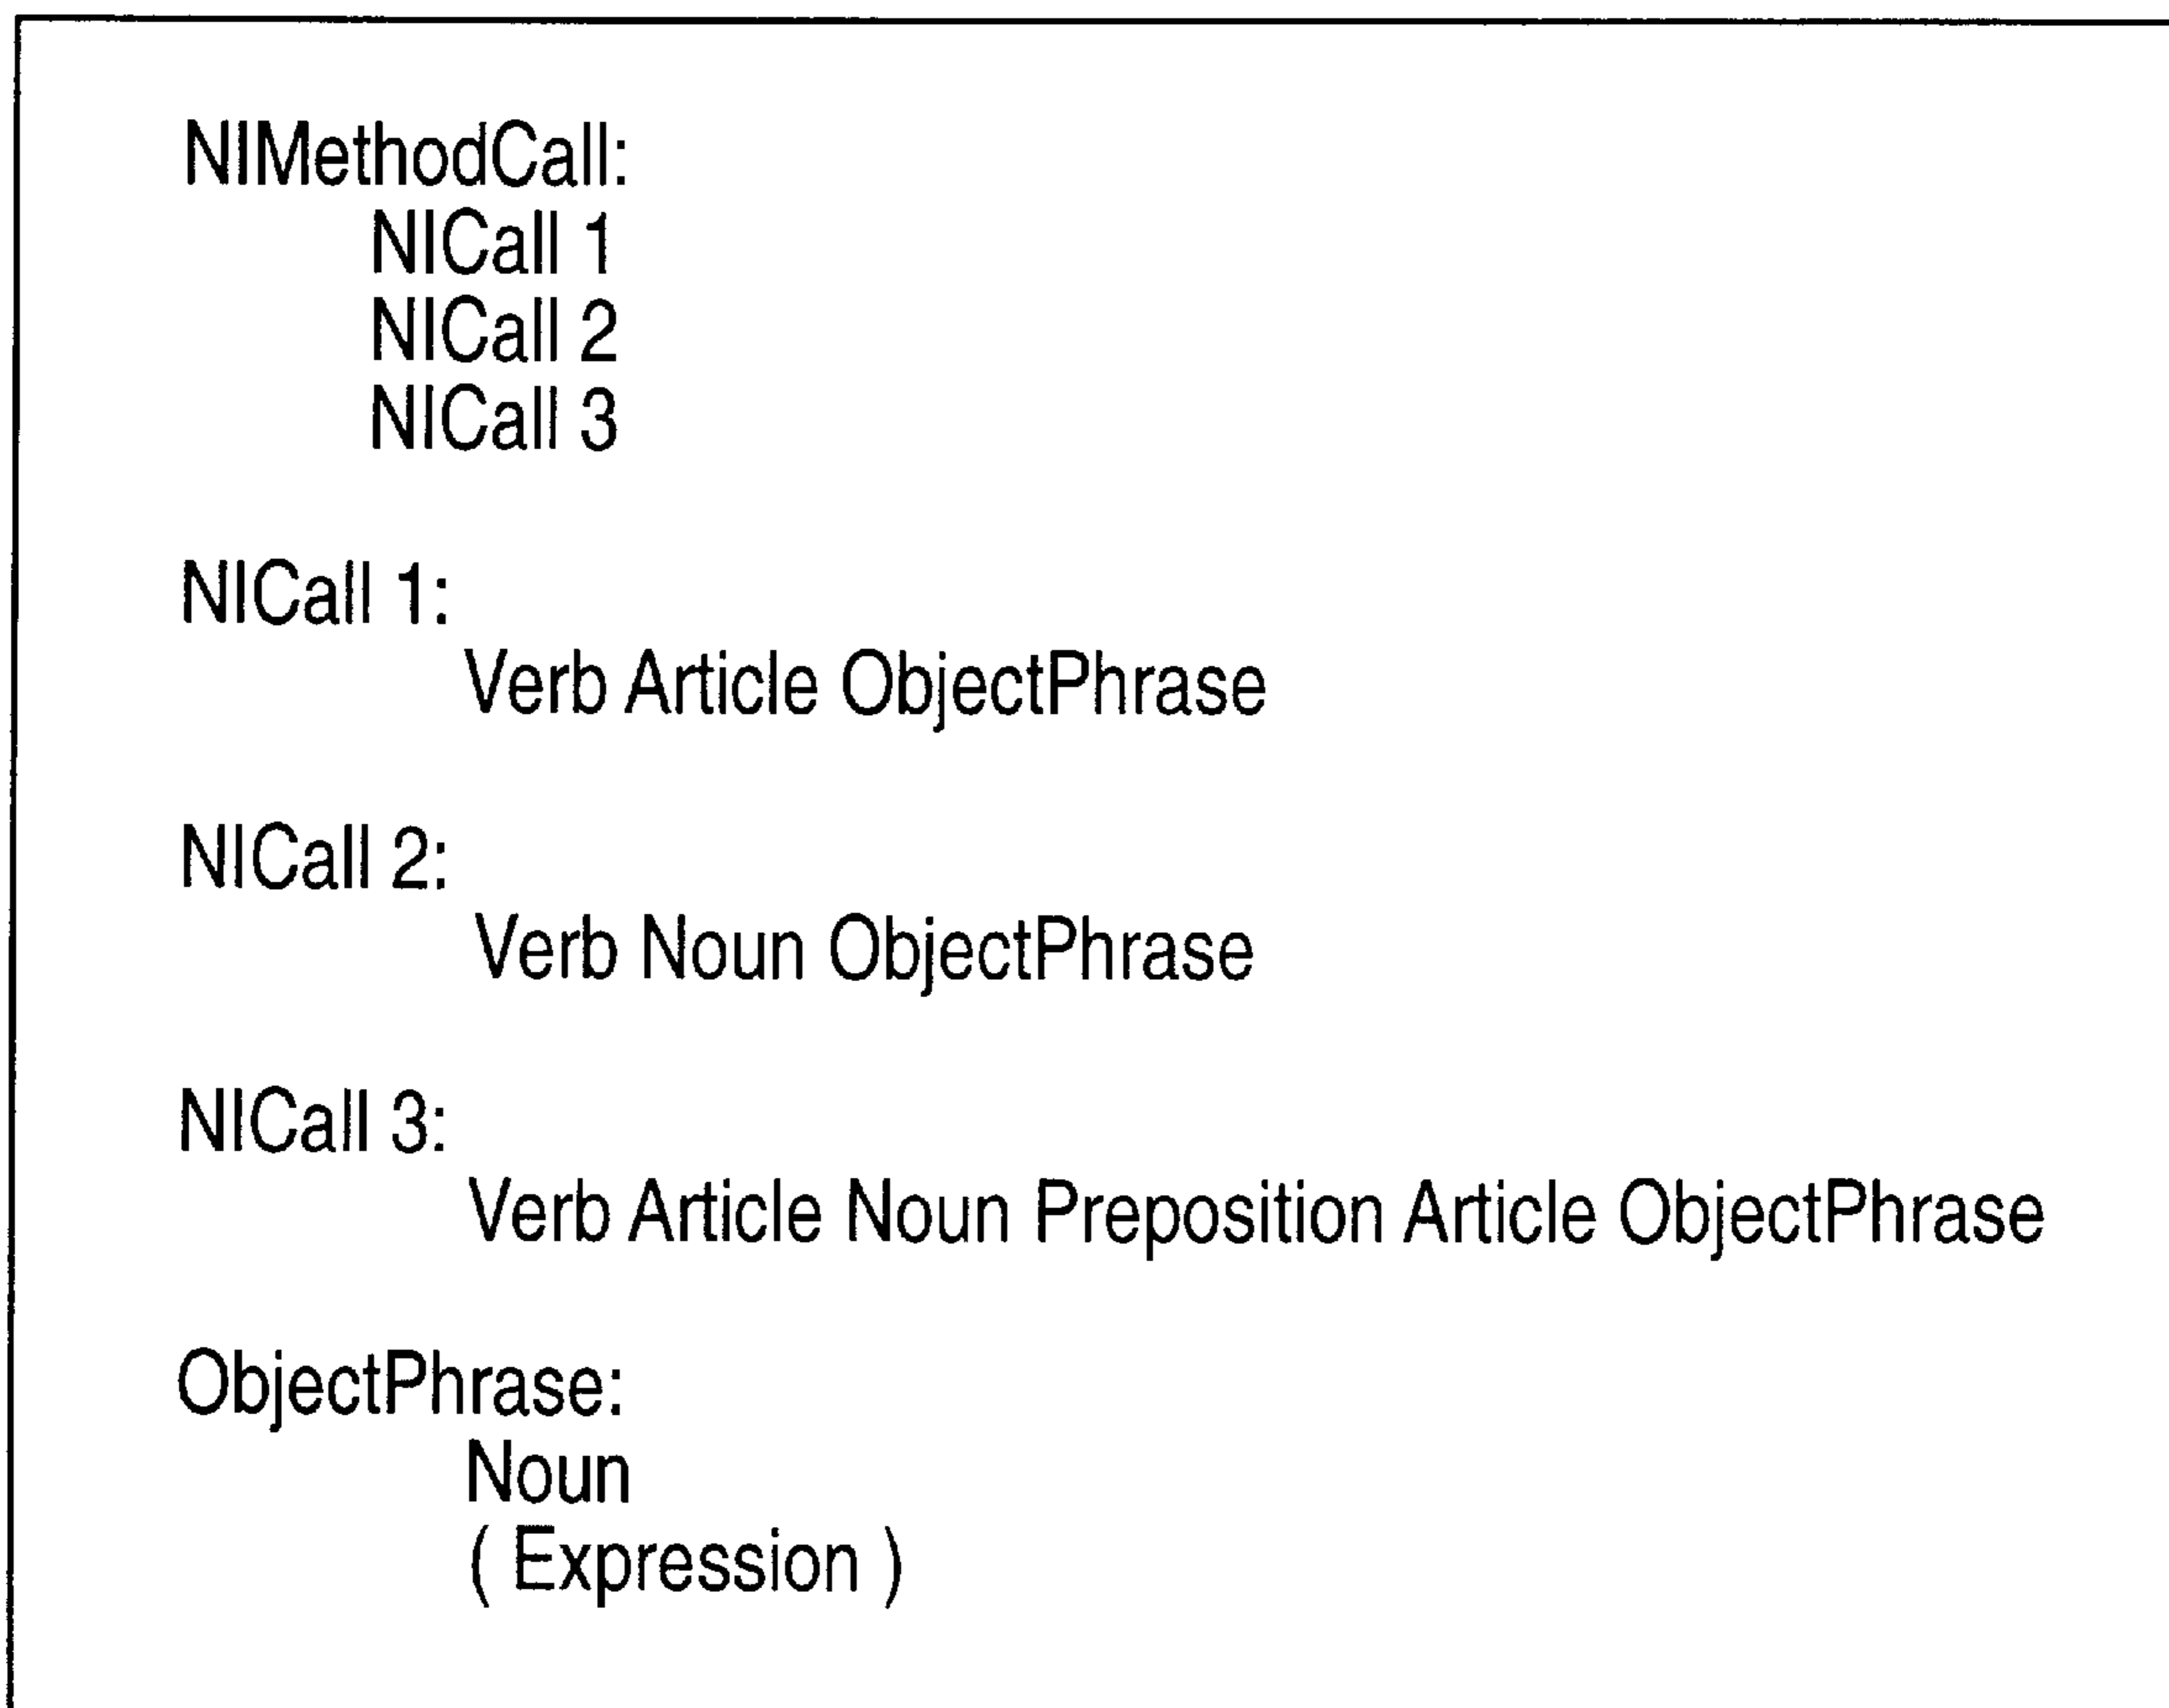 NlMethodCall:
NlCall 1
NlCall 2
NlCall 3
NlCall 1:
Verb Article ObjectPhrase
NlCall 2:
Verb Noun ObjectPhrase
NlCall 3:
Verb Article Noun Preposition Article ObjectPhrase
ObjectPhrase:
Noun
( Expression )